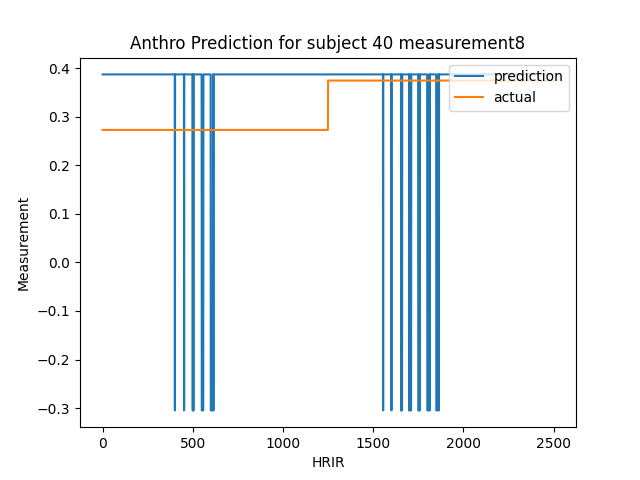 Anthro Prediction for subject 40 measurement8
prediction
actual
Measurement
0.4
0.3
0.2
0.1
0.0
−0.1
−0.2
−0.3
0
500
1000
1500
2000
2500
HRIR